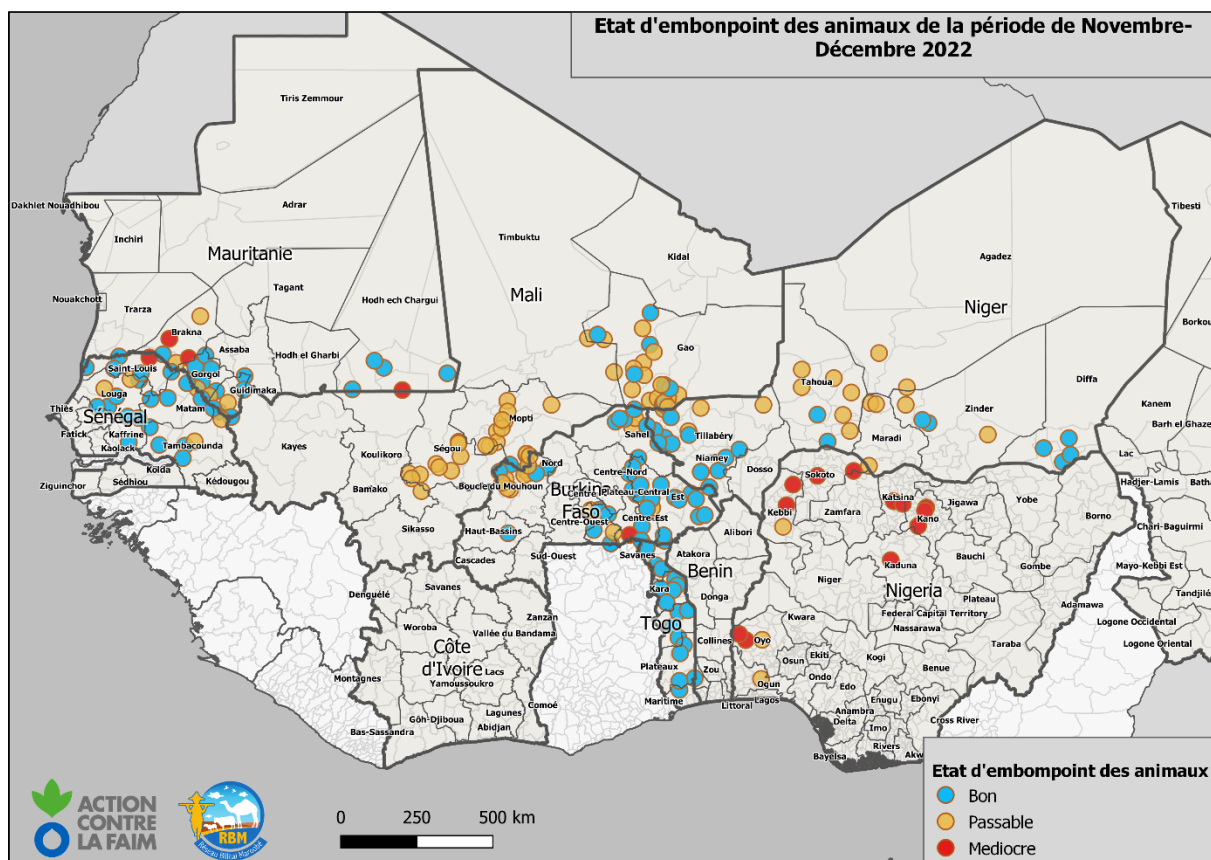 Etat d'embonpoint des animaux de la période de Novembre-
Décembre 2022
Tiris Zemmour
Dakhlet Nouadhibou
Adrar
Tibesti
Inchiri
Timbuktu
Mauritanie
Kidal
Agadez
Tagant
Nouakchott
Hodh ech Chargui
Mali
Niger
Trarza
Borkou
Brakna
Assaba
Hodh el Gharbi
Gao
Saint-Louis
Gorgol
Tahoua
Diffa
Louga
Guidimaka
Zinder
Kanem
Thiès
Matam
Mopti
Sénégal
Barh el Ghaze
Fatick
Kaffrine
Tillabéry
Maradi
Kaolack
Tambacounda
Kayes
Ségou
Sahel
Koulikoro
Niamey
Dosso
Lac
Kolda
Nord
Centre-Nord
Sokoto
Hadjer-Lamis
Ziguinchor
Sédhiou
Kédougou
Bamako
Boucle du Mouhoun
Burkina
Faso
Centre
Plateau-Central
Est
Kebbi
Zamfara
Katsina
Jigawa
Yobe
Bath
Kano
Borno
Sikasso
Haut-Bassins
Centre-Ouest
Centre-Est
Alibori
Chari-Baguirmi
Cascades
Sud-Ouest
Savanes
Atakora
Bauchi
Kaduna
Gombe
Mayo-Kebbi Est
Benin
Denguélé
Savanes
Kara
Donga
Niger
Nigeria
Plateau
Adamawa
Tandjilé
Zanzan
Federal Capital Territory
Worodougou
Togo
Kwara
Nassarawa
Logone Occidental
Vallée du Bandama
Collines
Oyo
Taraba
Côte
d'Ivoire
Lacs
Plateaux
Zou
Osun
Ekiti
Kogi
Logone Oriental
Montagnes
Yamoussokro
Ogun
Ondo
Benue
Edo
Enugu
Ebonyi
Comoé
Maritime
Littoral
Lagos
Anambra
Delta
Cross River
Gôh-Djiboua
Lagunes
Imo
Bas-Sassandra
Abidjan
Rivers
Akw
Bayelsa
Etat d'embompoint des animaux
Bon
Passable
Mediocre
ACTION
CONTRE
LA FAIM
RBM
Réseau Billital Maroobé
0
250
500 km